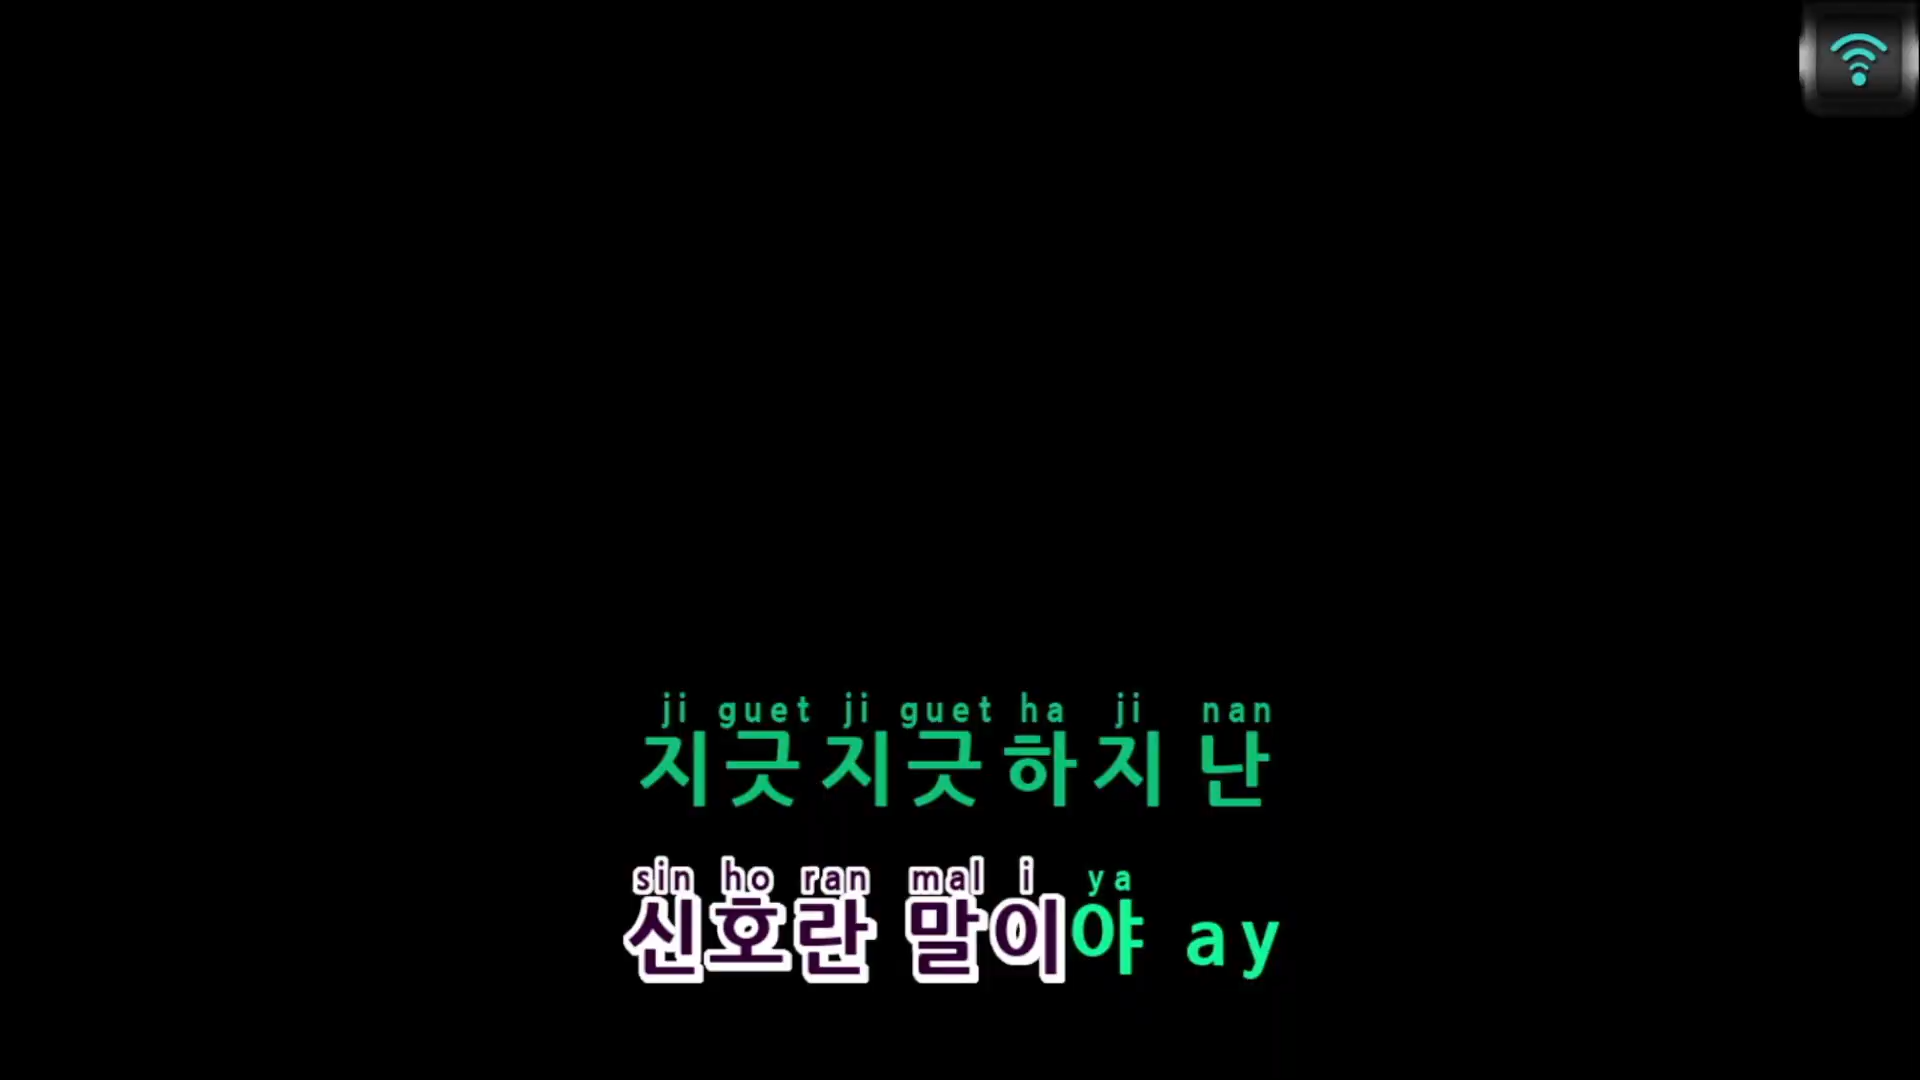 ji guet ji guet ha ji nan
지긋지긋하지 난
sin ho ran mal i ya
신호란 말이야 ay